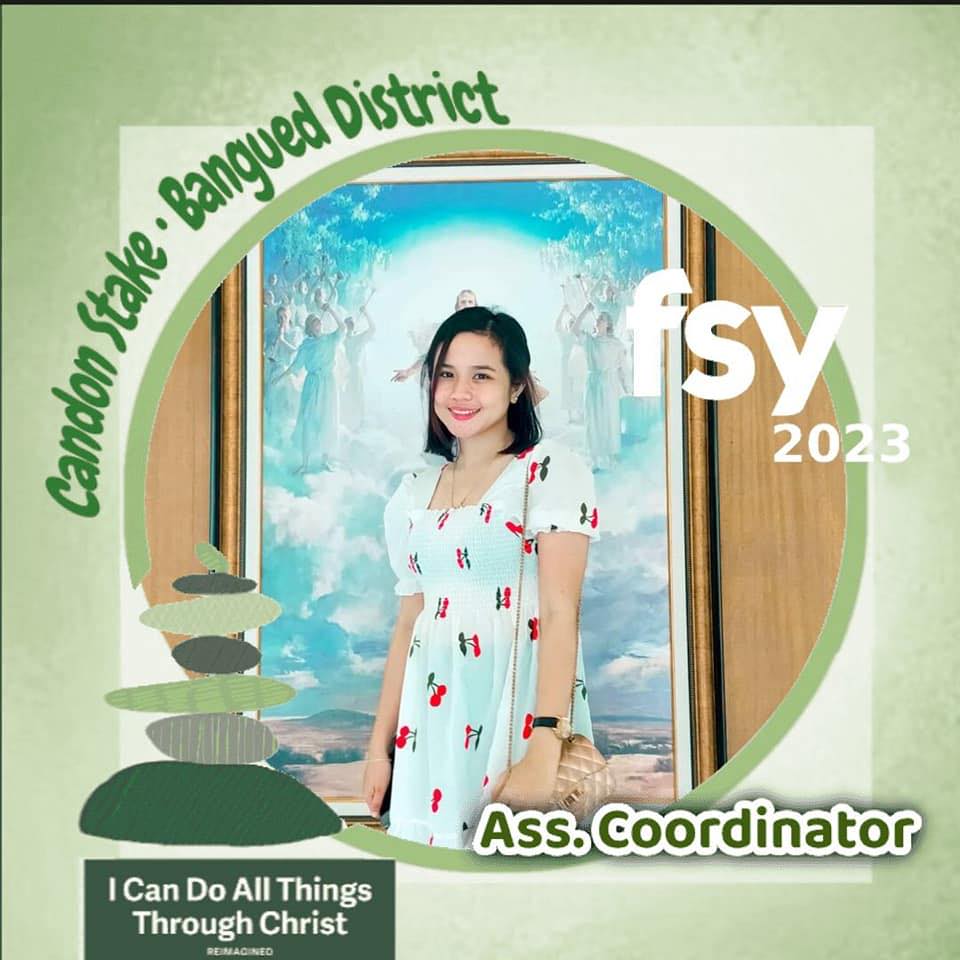 Candon Stake · Bangued District
fsy
2023
Ass. Coordinator
I Can Do All Things
Through Christ
REIMAGINED